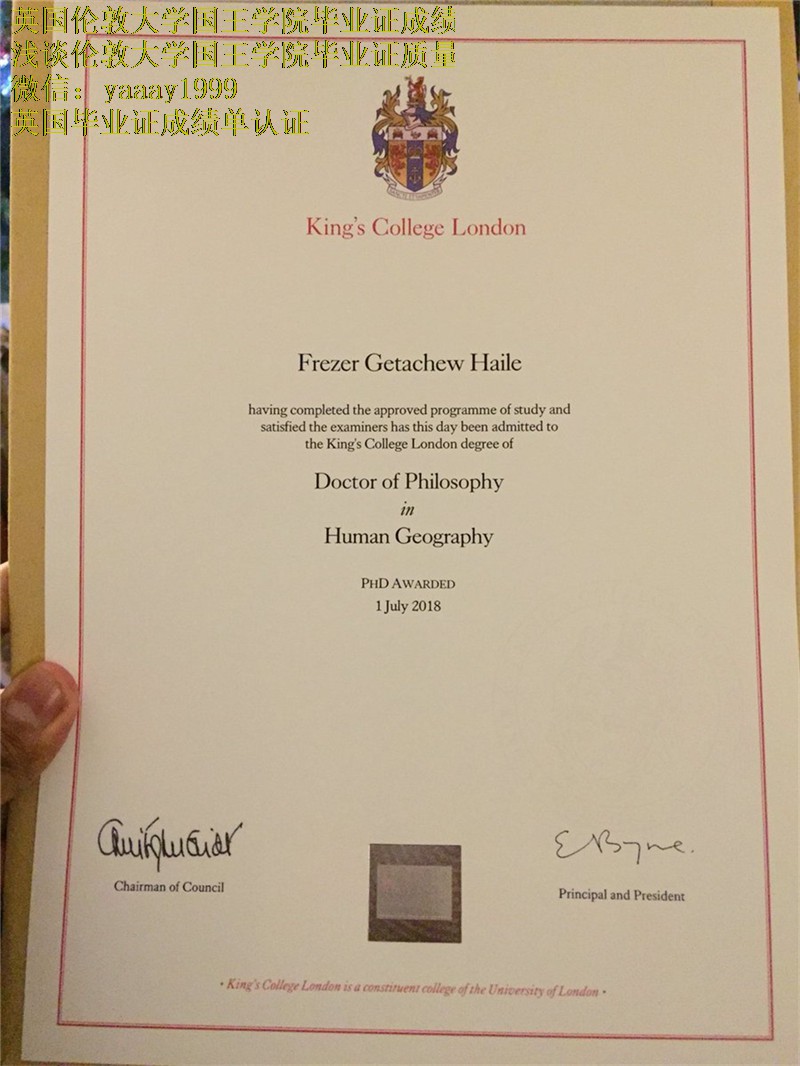 英国伦敦大学国王学院毕业证成绩
浅谈伦敦大学国王学院毕业证质量
微信：yaaay1999
英国毕业证成绩单认证
King's College London
Frezer Getachew Haile
having completed the approved programme of study and
satisfied the examiners has this day been admitted to
the King's College London degree of
Doctor of Philosophy
in
Human Geography
PHD AWARDED
1 July 2018
Chairman of Council
Principal and President
• King's College London is a constituent college of the University of London •